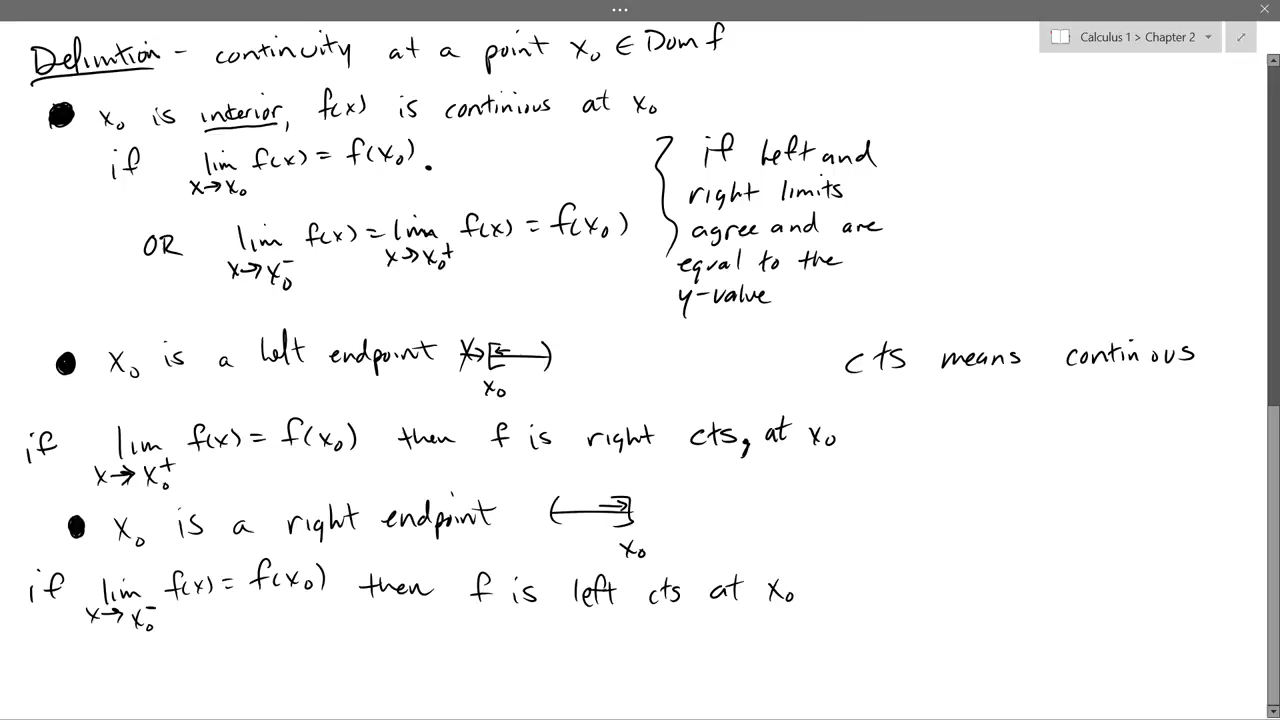 Calculus 1 > Chapter 2
Definition - continuity at a point x₀ ∈ Dom f
● x₀ is interior, f(x) is continious at x₀
if lim f(x) = f(x₀).
x→x₀
OR lim f(x) = lim f(x) = f(x₀)
x→x₀⁻ x→x₀⁺
if left and
right limits
agree and are
equal to the
y-value
● x₀ is a left endpoint
x₀
cts means continous
if lim f(x) = f(x₀) then f is right cts, at x₀
x→x₀⁺
● x₀ is a right endpoint
x₀
if lim f(x) = f(x₀) then f is left cts at x₀
x→x₀⁻